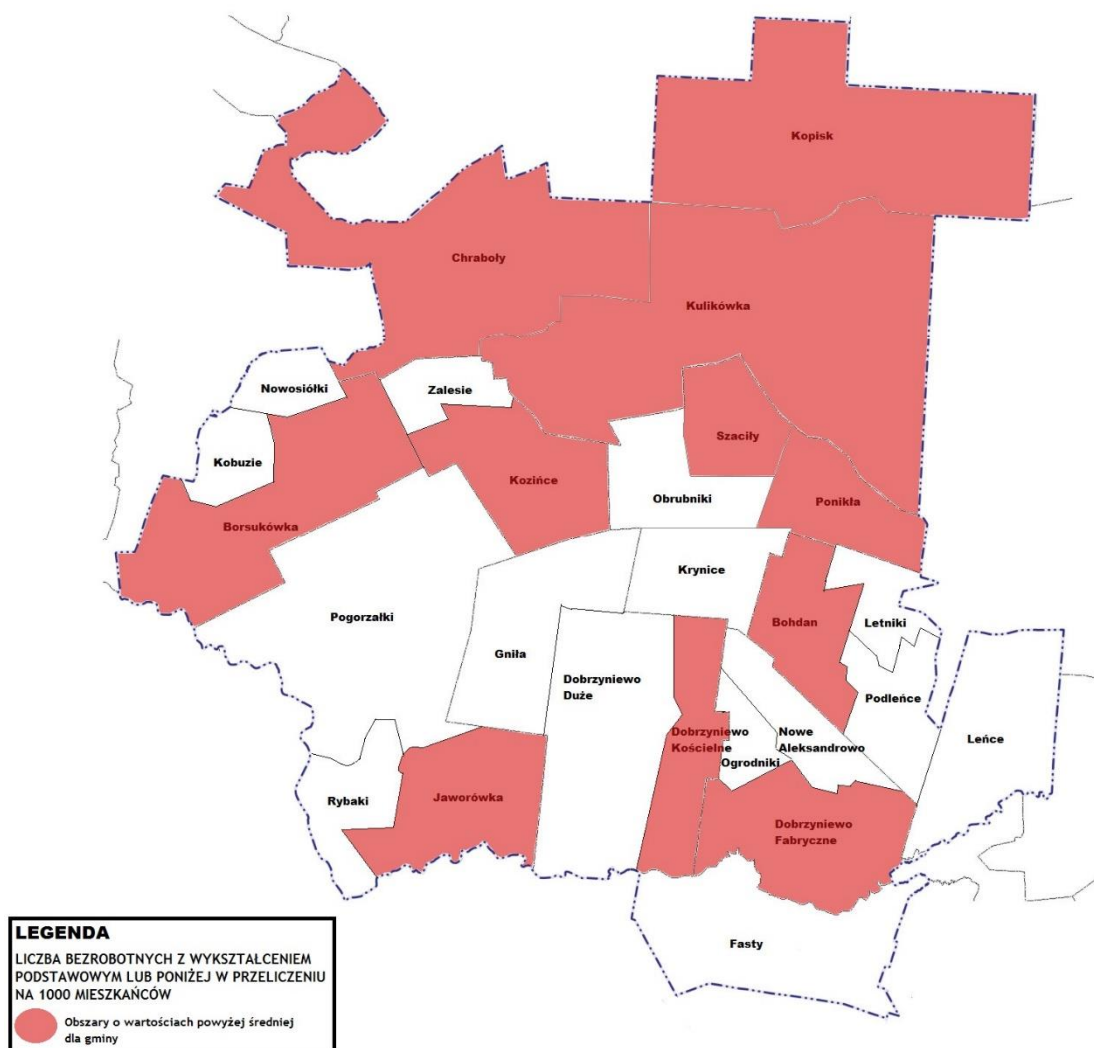 Kopisk
Chraboły
Kulikówka
Nowosiółki
Zalesie
Kobuzie
Szaciły
Kozińce
Obrubniki
Ponikła
Borsukówka
Krynice
Pogorzałki
Bohdan
Letniki
Gniła
Dobrzyniewo
Duże
Podleńce
Dobrzyniewo
Kościelne
Nowe
Aleksandrowo
Leńce
Ogrodniki
Rybaki
Jaworówka
Dobrzyniewo
Fabryczne
Fasty
LEGENDA
LICZBA BEZROBOTNYCH Z WYKSZTAŁCENIEM
PODSTAWOWYM LUB PONIŻEJ W PRZELICZENIU
NA 1000 MIESZKAŃCÓW
Obszary o wartościach powyżej średniej
dla gminy